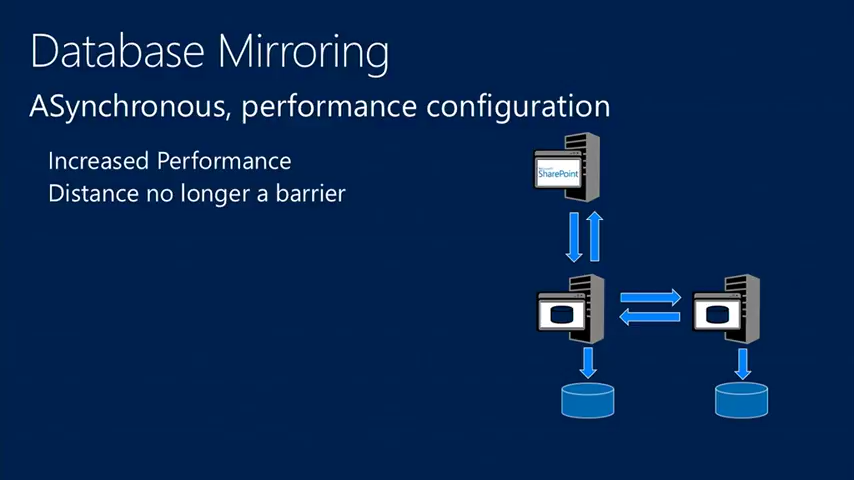 Database Mirroring
ASynchronous, performance configuration
Increased Performance
Distance no longer a barrier
SharePoint